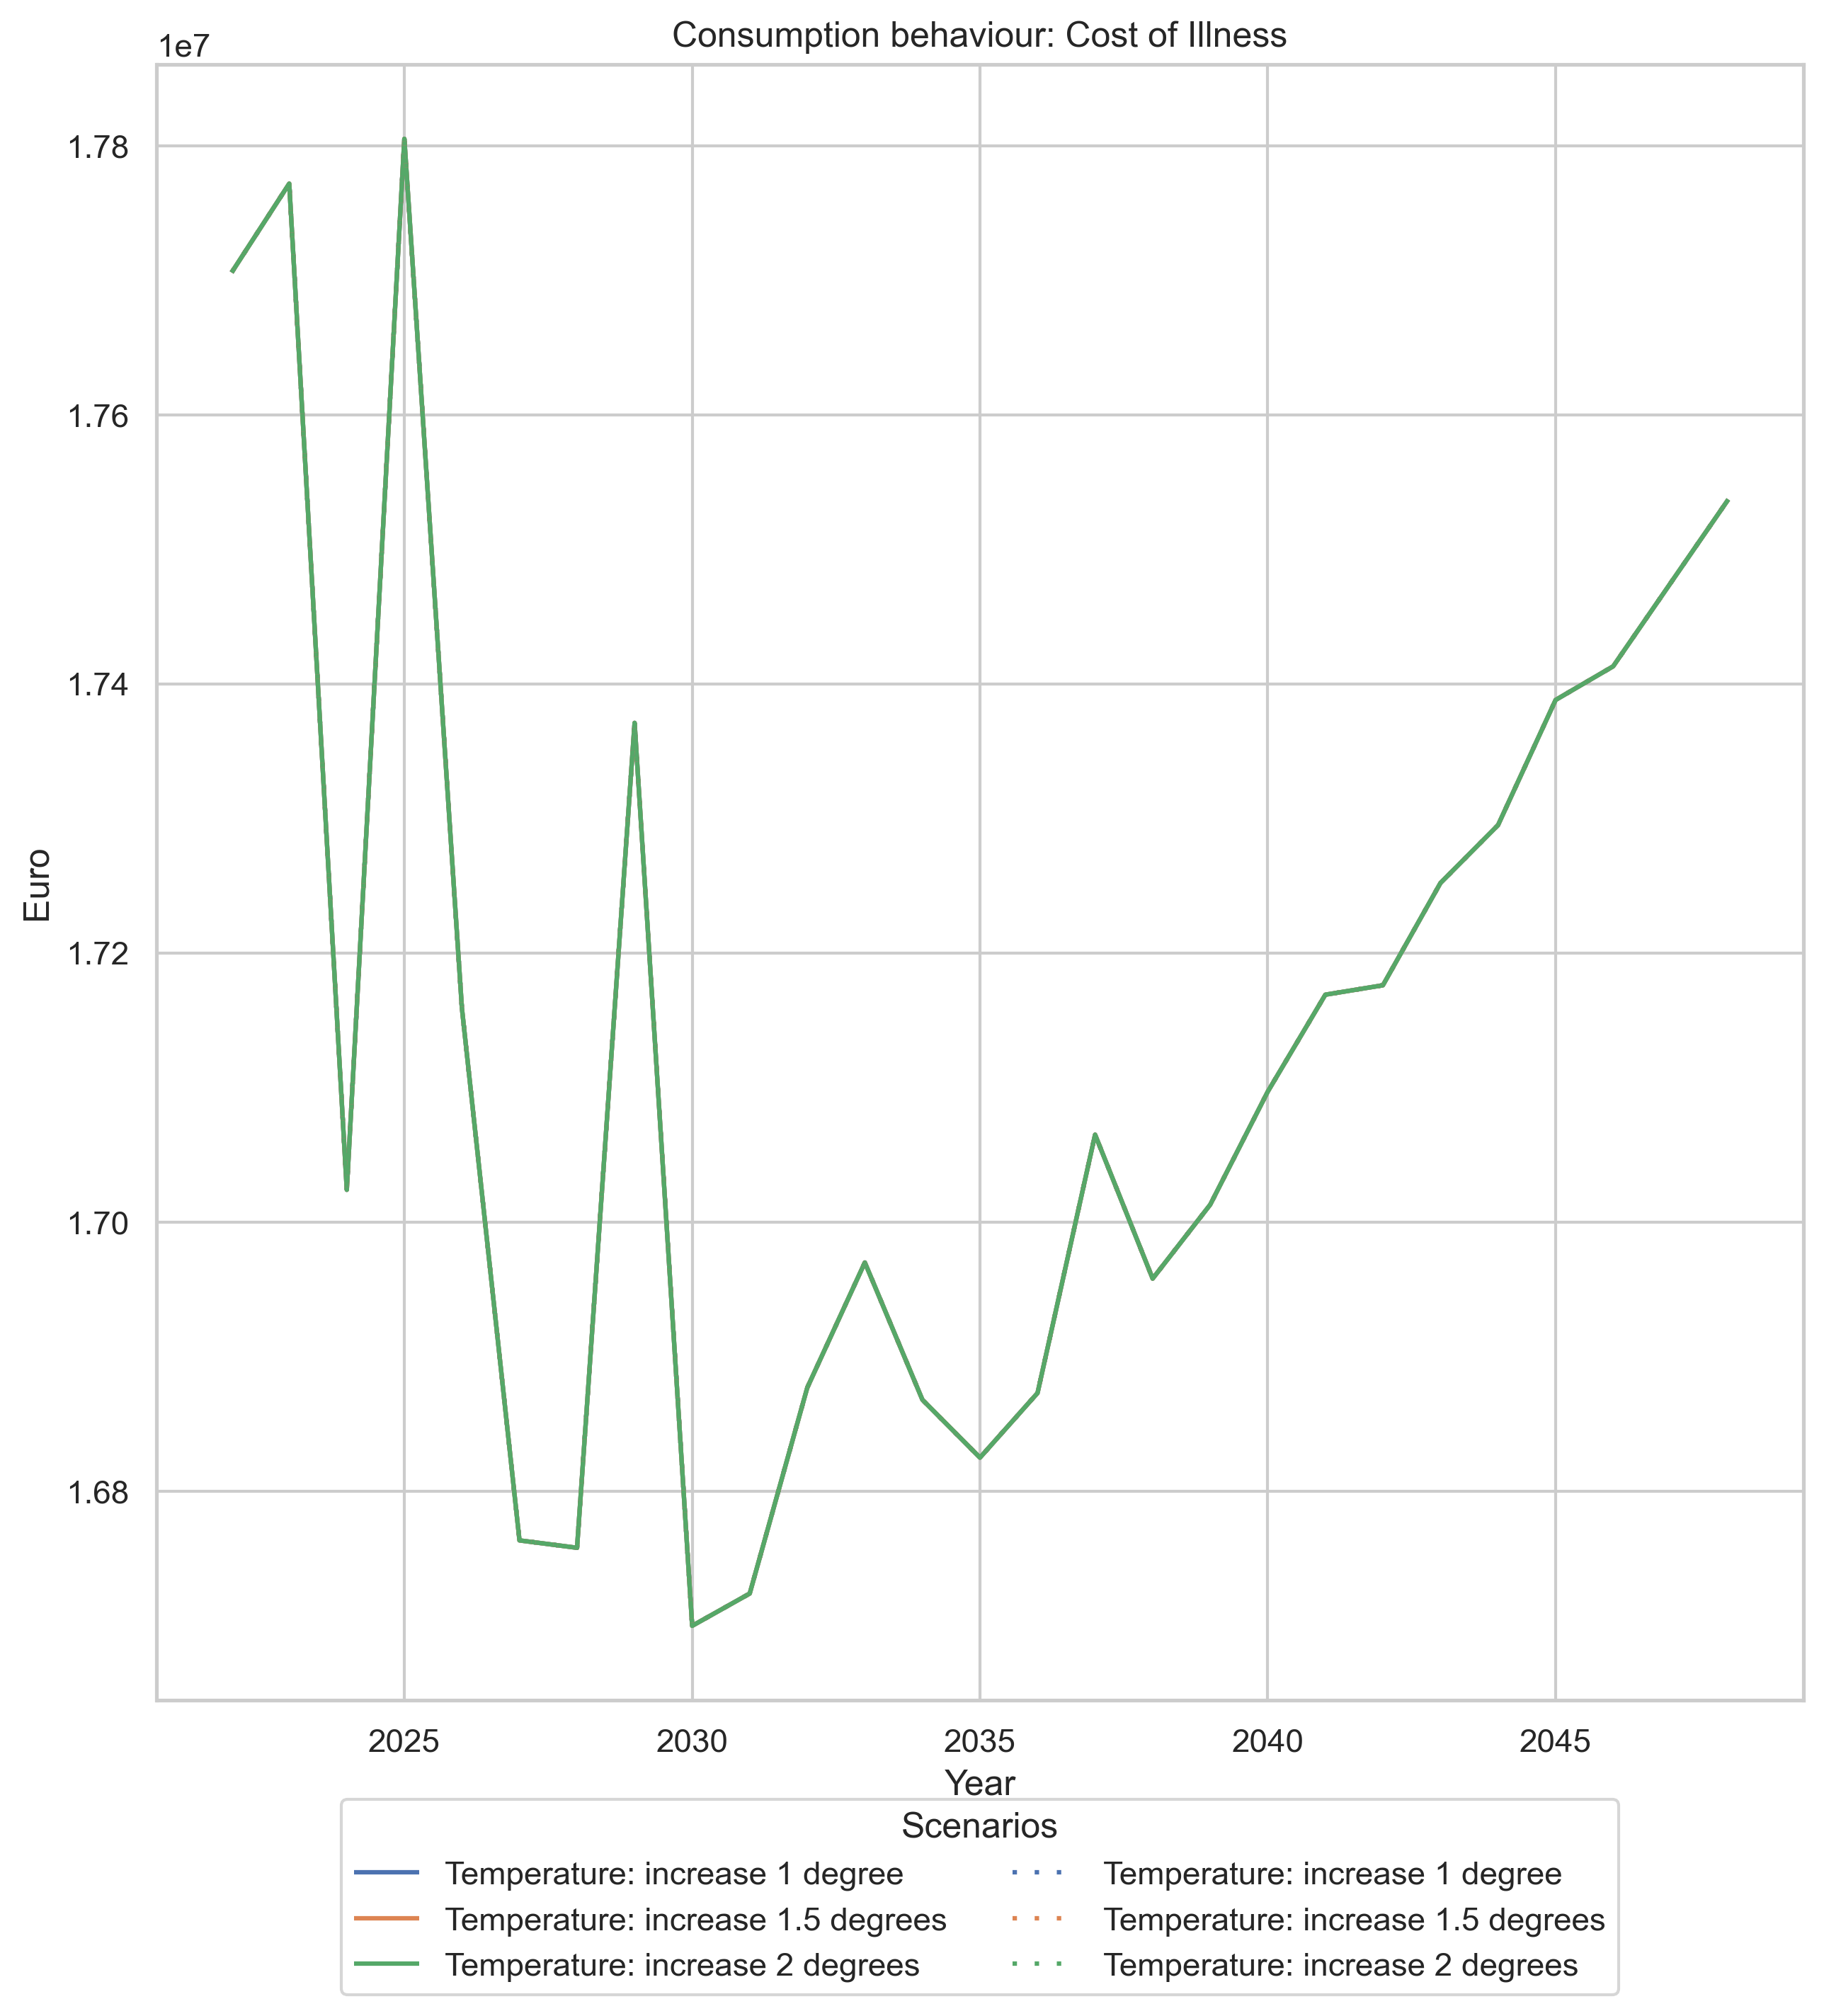 Consumption behaviour: Cost of Illness
1e7
1.78
1.76
1.74
1.72
1.70
1.68
Euro
2025 2030 2035 2040 2045
Year
Scenarios
Temperature: increase 1 degree Temperature: increase 1 degree
Temperature: increase 1.5 degrees Temperature: increase 1.5 degrees
Temperature: increase 2 degrees Temperature: increase 2 degrees